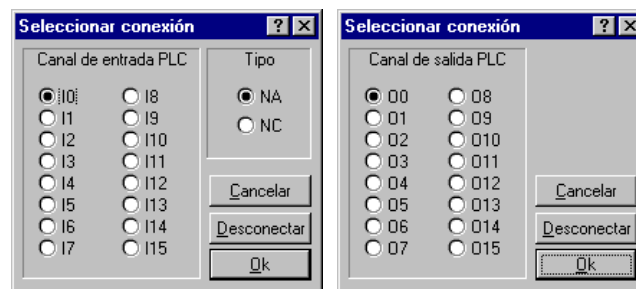 Seleccionar conexión
Canal de entrada PLC
I0 I8
I1 I9
I2 I10
I3 I11
I4 I12
I5 I13
I6 I14
I7 I15
Tipo
NA
NC
Cancelar
Desconectar
Ok
Seleccionar conexión
Canal de salida PLC
O0 O8
O1 O9
O2 O10
O3 O11
O4 O12
O5 O13
O6 O14
O7 O15
Cancelar
Desconectar
Ok